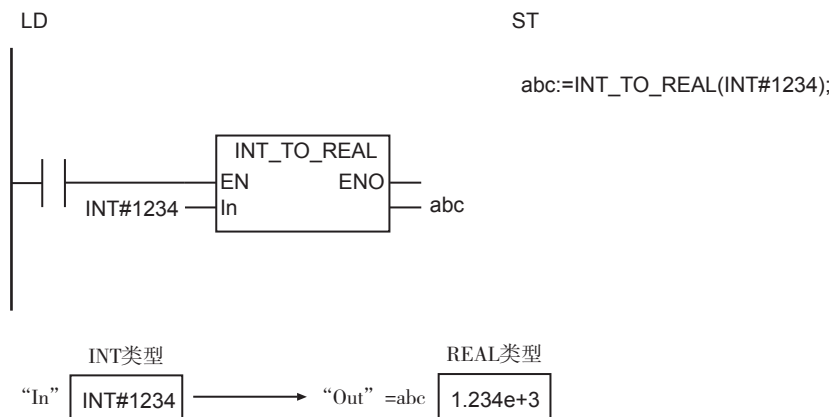 LD
ST
abc:=INT_TO_REAL(INT#1234);
INT_TO_REAL
EN ENO
INT#1234 In abc
INT类型 REAL类型
“In” INT#1234 “Out” =abc 1.234e+3